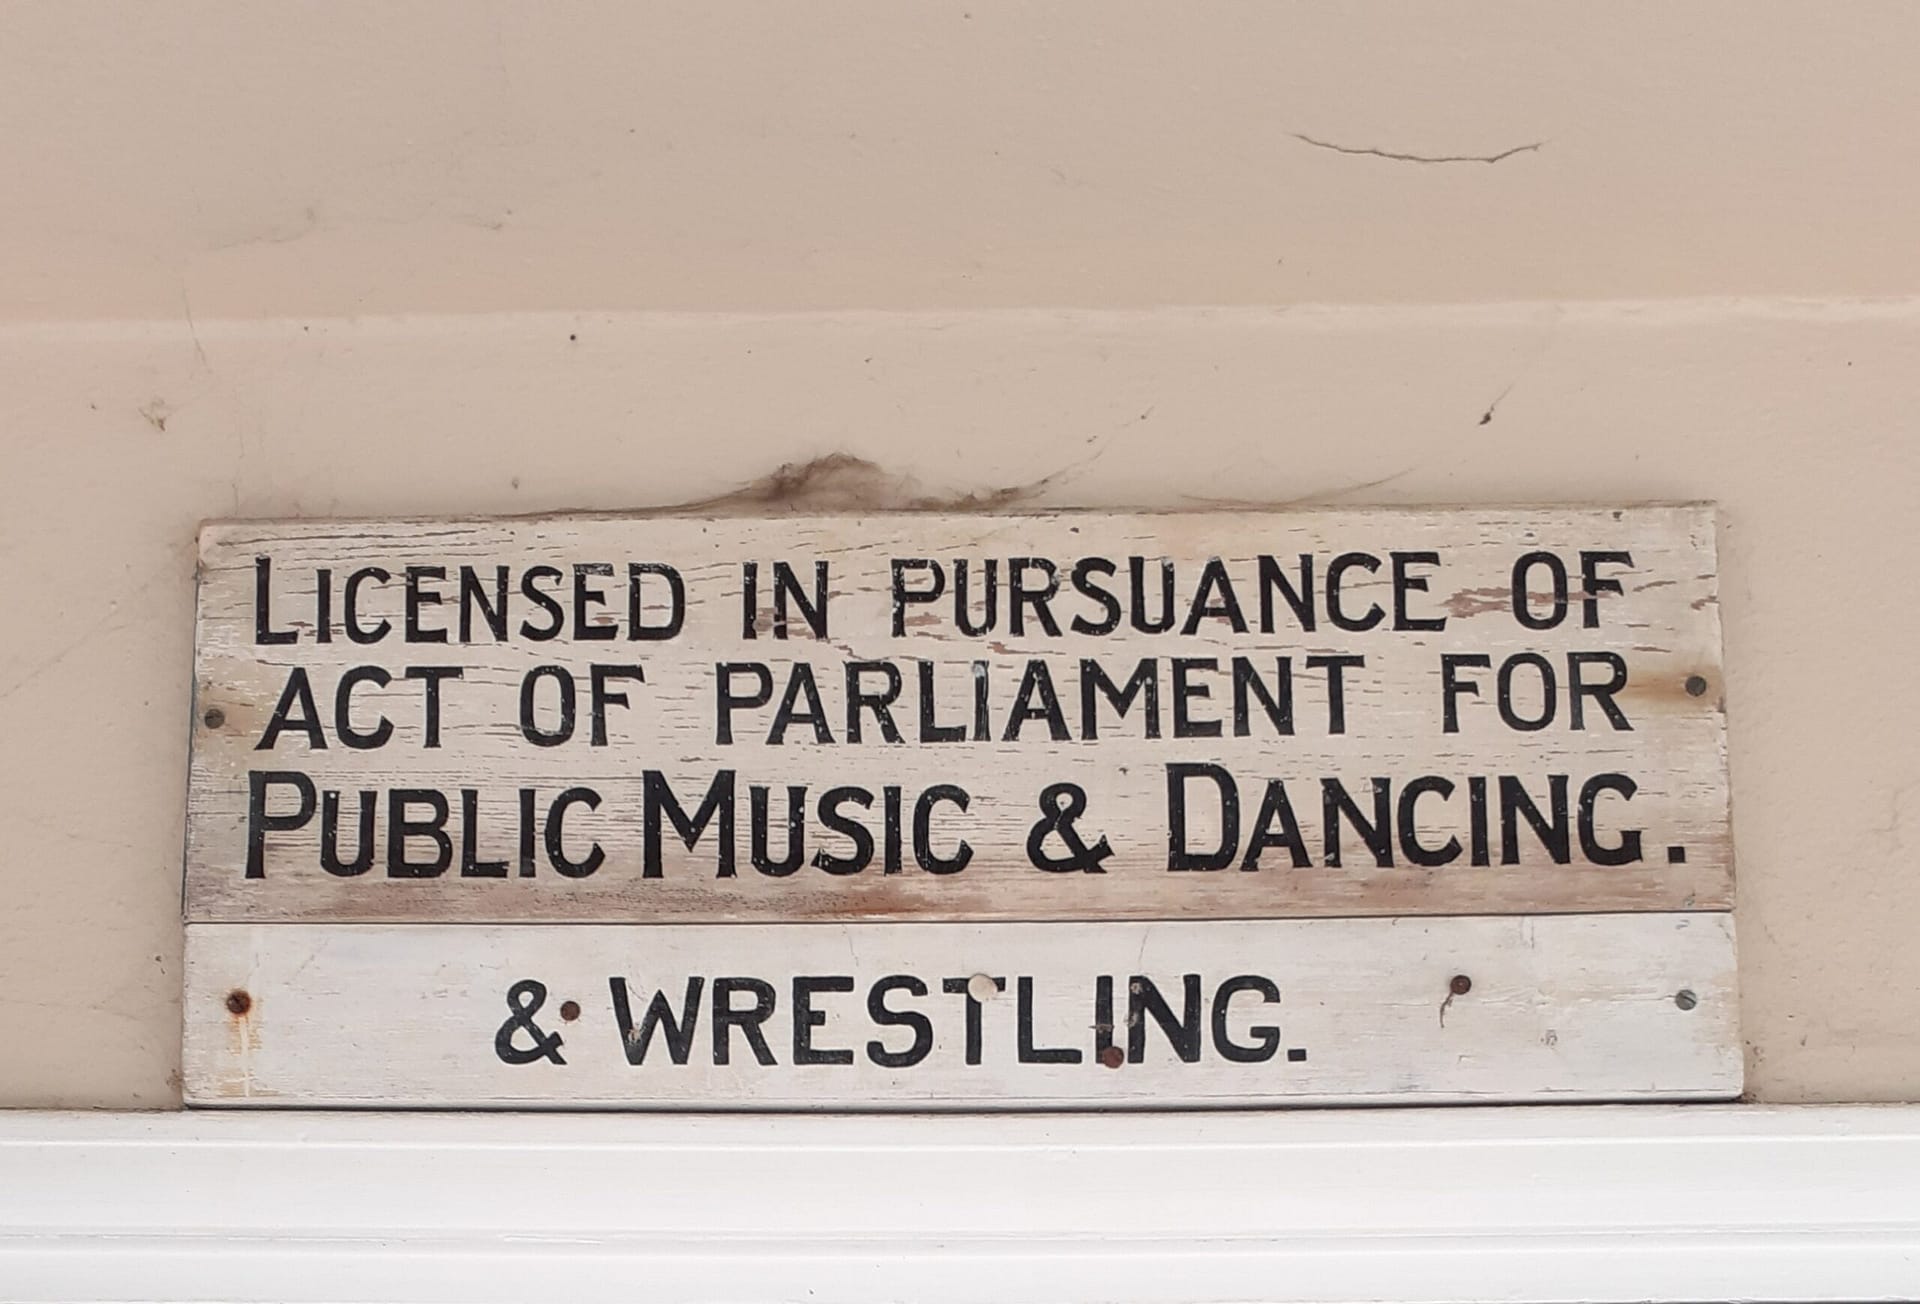 LICENSED IN PURSUANCE OF
ACT OF PARLIAMENT FOR
PUBLIC MUSIC & DANCING.
& WRESTLING.